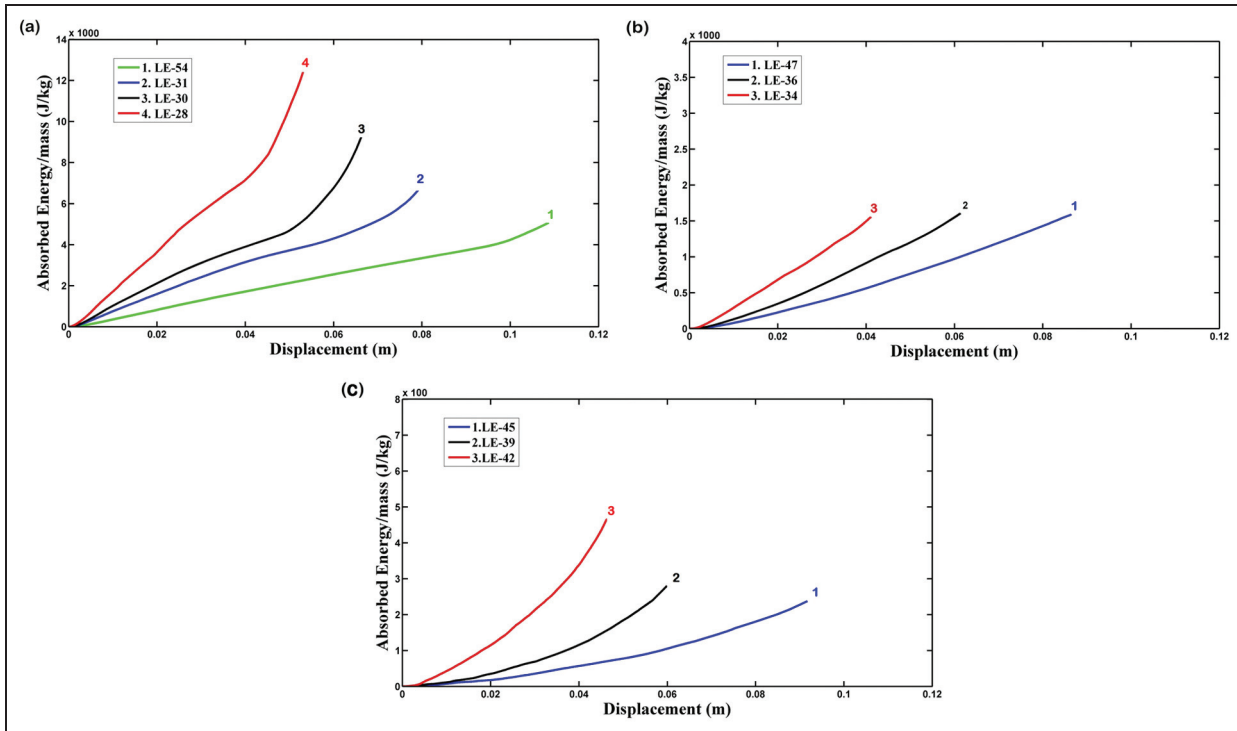 (a)
x 1000
14
12
10
8
6
4
2
0
Absorbed Energy/mass (J/kg)
1. LE-54
2. LE-31
3. LE-30
4. LE-28
4
3
2
1
0 0.02 0.04 0.06 0.08 0.1 0.12
Displacement (m)
(b)
x 1000
4
3.5
3
2.5
2
1.5
1
0.5
0
Absorbed Energy/mass (J/kg)
1. LE-47
2. LE-36
3. LE-34
3
2
1
0 0.02 0.04 0.06 0.08 0.1 0.12
Displacement (m)
(c)
x 100
8
7
6
5
4
3
2
1
0
Absorbed Energy/mass (J/kg)
1.LE-45
2.LE-39
3.LE-42
3
2
1
0 0.02 0.04 0.06 0.08 0.1 0.12
Displacement (m)